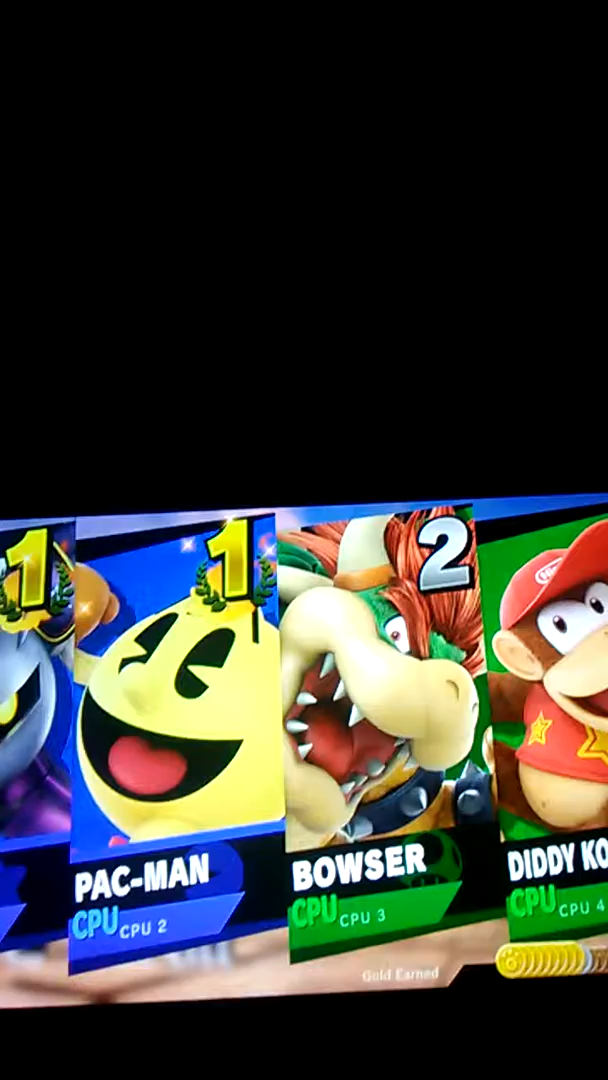 1
1
2
PAC-MAN
BOWSER
DIDDY KO
CPU CPU 2
CPU CPU 3
CPU CPU 4
Gold Earned